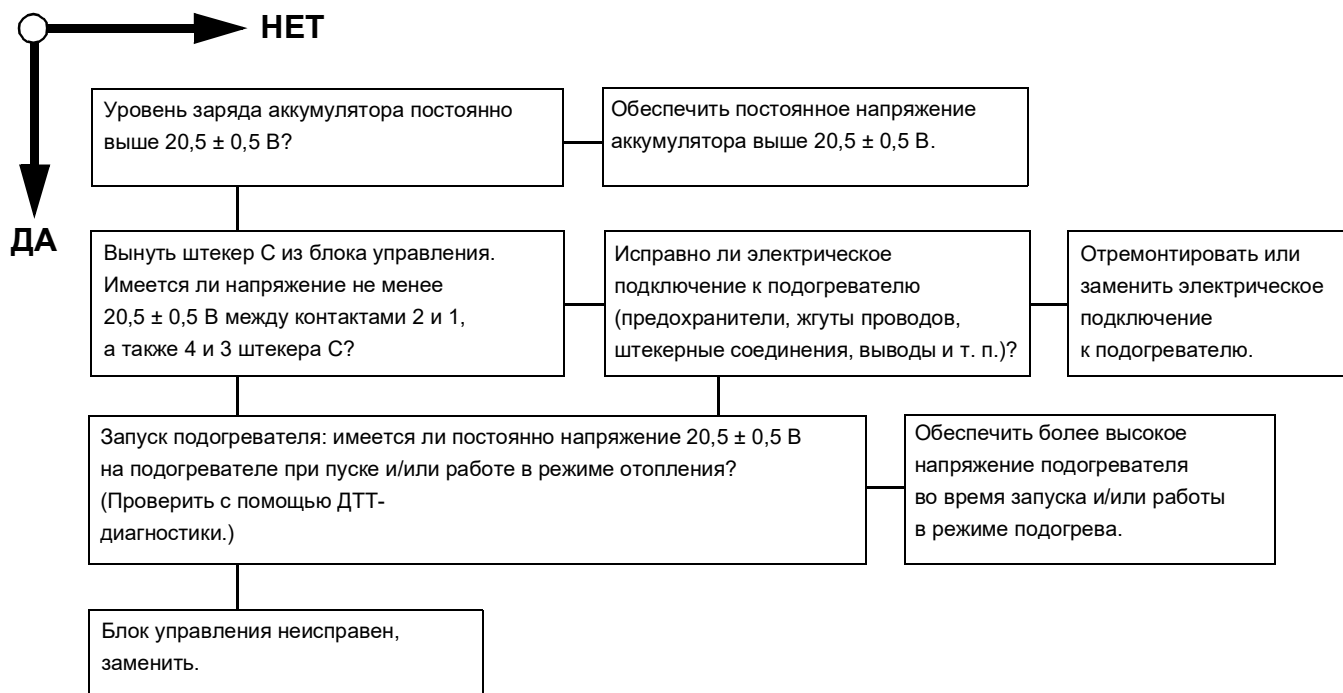 НЕТ
ДА
Уровень заряда аккумулятора постоянно
выше 20,5 ± 0,5 В?
Обеспечить постоянное напряжение
аккумулятора выше 20,5 ± 0,5 В.
Вынуть штекер С из блока управления.
Имеется ли напряжение не менее
20,5 ± 0,5 В между контактами 2 и 1,
а также 4 и 3 штекера С?
Исправно ли электрическое
подключение к подогревателю
(предохранители, жгуты проводов,
штекерные соединения, выводы и т. п.)?
Отремонтировать или
заменить электрическое
подключение
к подогревателю.
Запуск подогревателя: имеется ли постоянно напряжение 20,5 ± 0,5 В
на подогревателе при пуске и/или работе в режиме отопления?
(Проверить с помощью ДТТ-
диагностики.)
Обеспечить более высокое
напряжение подогревателя
во время запуска и/или работы
в режиме подогрева.
Блок управления неисправен,
заменить.